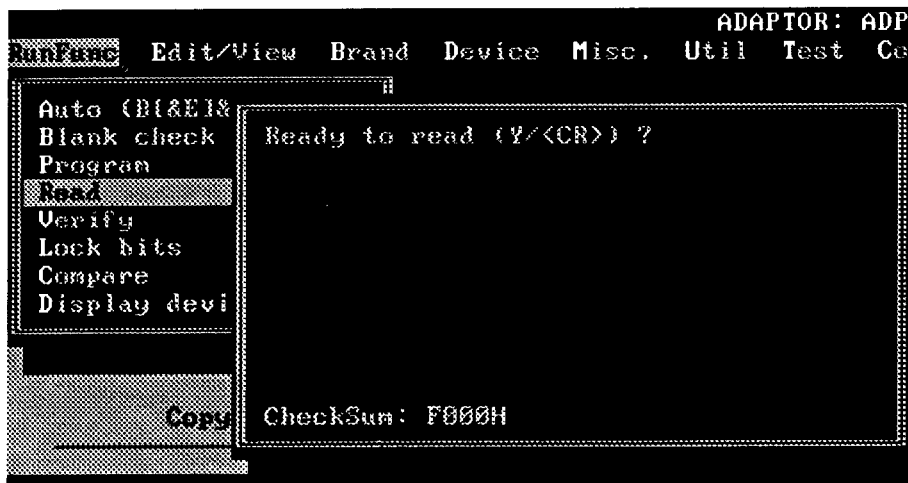 ADAPTOR: ADP
RunFunc Edit/View Brand Device Misc. Util Test Co
Auto (B[&E]&
Blank check
Program
Read
Verify
Lock bits
Compare
Display devi
Ready to read (Y/<CR>) ?
Copy
CheckSum: F000H